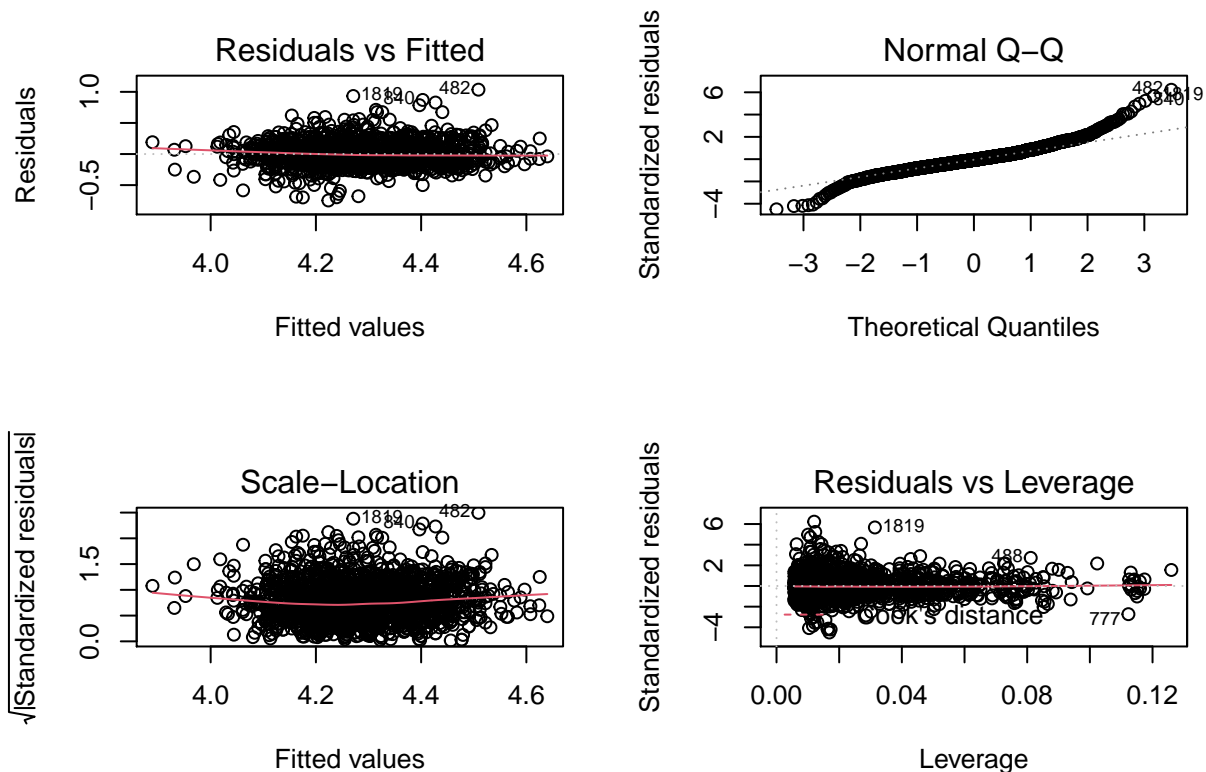 Residuals vs Fitted
Residuals
1.0
−0.5
1819
840
482
4.0 4.2 4.4 4.6
Fitted values
Normal Q−Q
Standardized residuals
6
2
−4
482
1819
840
−3 −2 −1 0 1 2 3
Theoretical Quantiles
Scale−Location
√|Standardized residuals|
1.5
0.0
1819
840
482
4.0 4.2 4.4 4.6
Fitted values
Residuals vs Leverage
Standardized residuals
6
2
−4
1819
488
777
Cook's distance
0.00 0.04 0.08 0.12
Leverage